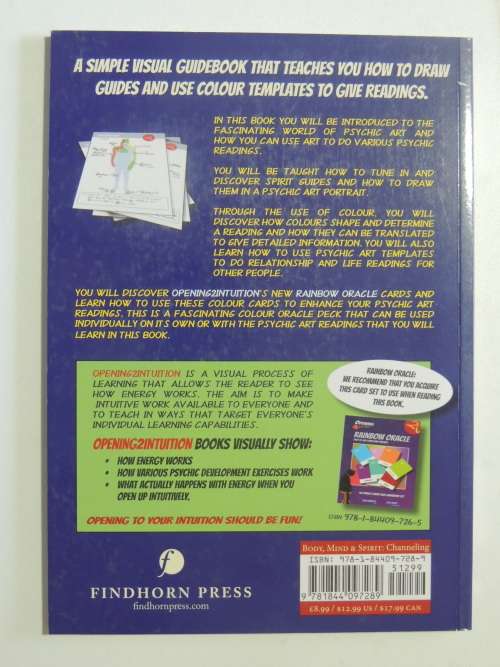 A SIMPLE VISUAL GUIDEBOOK THAT TEACHES YOU HOW TO DRAW
GUIDES AND USE COLOUR TEMPLATES TO GIVE READINGS.
IN THIS BOOK YOU WILL BE INTRODUCED TO THE
FASCINATING WORLD OF PSYCHIC ART AND
HOW YOU CAN USE ART TO DO VARIOUS PSYCHIC
READINGS.
YOU WILL BE TAUGHT HOW TO TUNE IN AND
DISCOVER SPIRIT GUIDES AND HOW TO DRAW
THEM IN A PSYCHIC ART PORTRAIT.
THROUGH THE USE OF COLOUR, YOU WILL
DISCOVER HOW COLOURS SHAPE AND DETERMINE
A READING AND HOW THEY CAN BE TRANSLATED
TO GIVE DETAILED INFORMATION. YOU WILL ALSO
LEARN HOW TO USE PSYCHIC ART TEMPLATES
TO DO RELATIONSHIP AND LIFE READINGS FOR
OTHER PEOPLE.
YOU WILL DISCOVER OPENING2INTUITION'S NEW RAINBOW ORACLE CARDS AND
LEARN HOW TO USE THESE COLOUR CARDS TO ENHANCE YOUR PSYCHIC ART
READINGS. THIS IS A FASCINATING COLOUR ORACLE DECK THAT CAN BE USED
INDIVIDUALLY ON ITS OWN OR WITH THE PSYCHIC ART READINGS THAT YOU WILL
LEARN IN THIS BOOK.
OPENING2INTUITION IS A VISUAL PROCESS OF
LEARNING THAT ALLOWS THE READER TO SEE
HOW ENERGY WORKS. THE AIM IS TO MAKE
INTUITIVE WORK AVAILABLE TO EVERYONE AND
TO TEACH IN WAYS THAT TARGET EVERYONE'S
INDIVIDUAL LEARNING CAPABILITIES.
OPENING2INTUITION BOOKS VISUALLY SHOW:
• HOW ENERGY WORKS
• HOW VARIOUS PSYCHIC DEVELOPMENT EXERCISES WORK
• WHAT ACTUALLY HAPPENS WITH ENERGY WHEN YOU
OPEN UP INTUITIVELY.
OPENING TO YOUR INTUITION SHOULD BE FUN!
RAINBOW ORACLE:
WE RECOMMEND THAT YOU ACQUIRE
THIS CARD SET TO USE WHEN READING
THIS BOOK.
RAINBOW ORACLE
ISBN 978-1-84409-726-5
f
FINDHORN PRESS
findhornpress.com
BODY, MIND & SPIRIT: CHANNELING
ISBN: 978-1-84409-728-9
51299
9 781844 097289
£8.99 / $12.99 US / $17.99 CAN